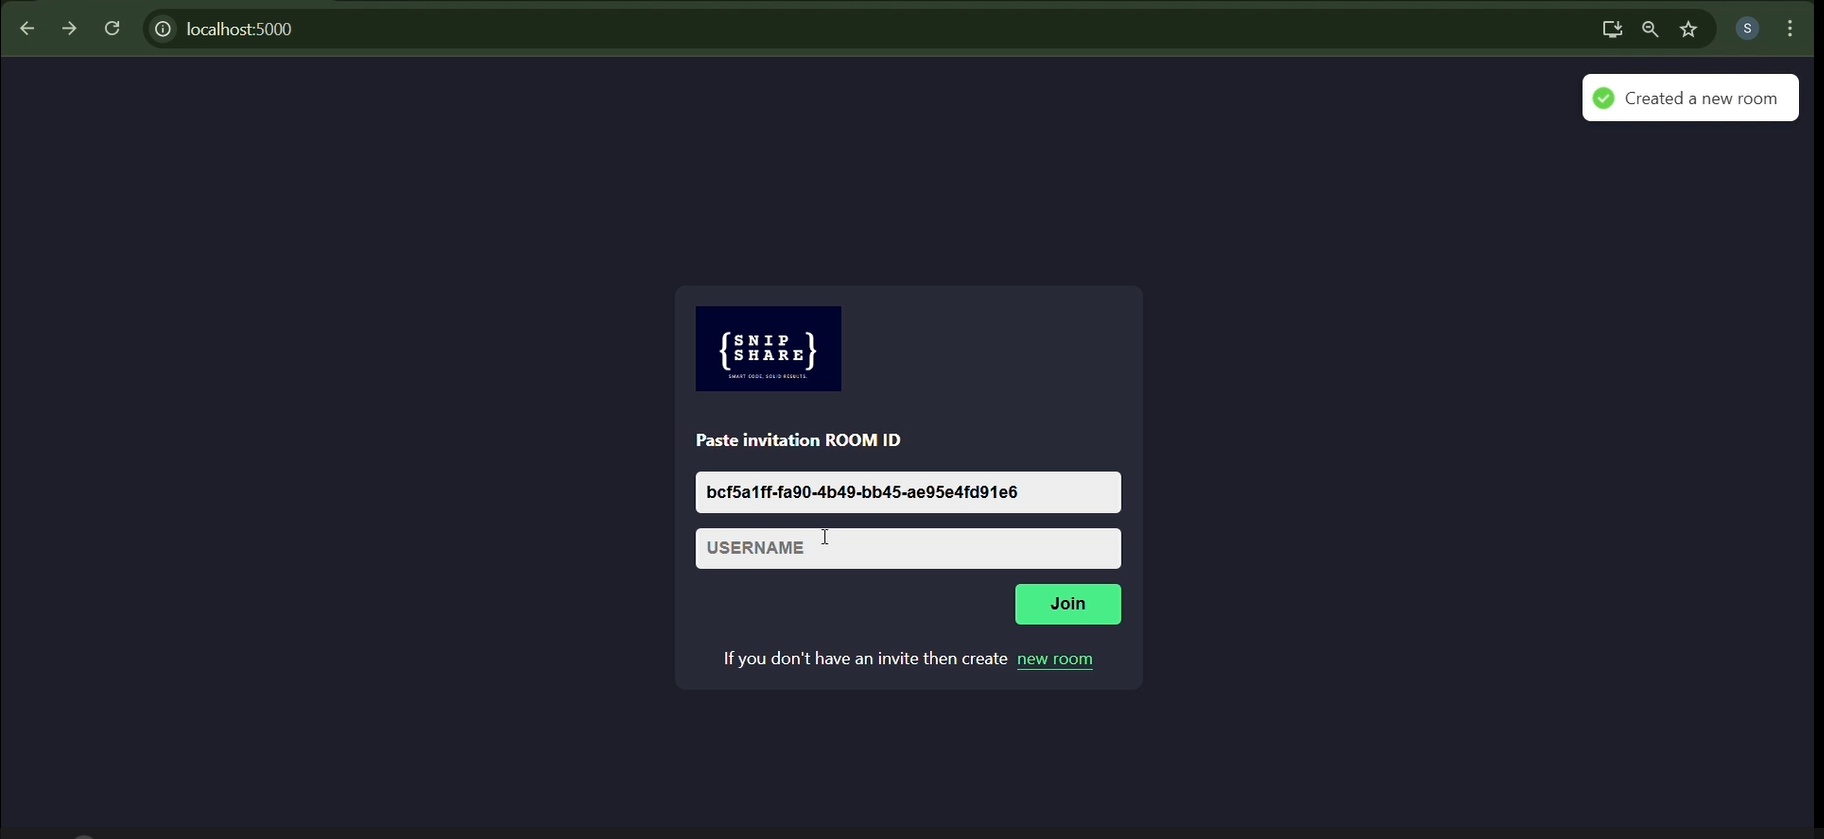 localhost:5000
S
Created a new room
{SNIP
SHARE}
SMART CODE, SOLID RESULTS.
Paste invitation ROOM ID
bcf5a1ff-fa90-4b49-bb45-ae95e4fd91e6
USERNAME
Join
If you don't have an invite then create new room